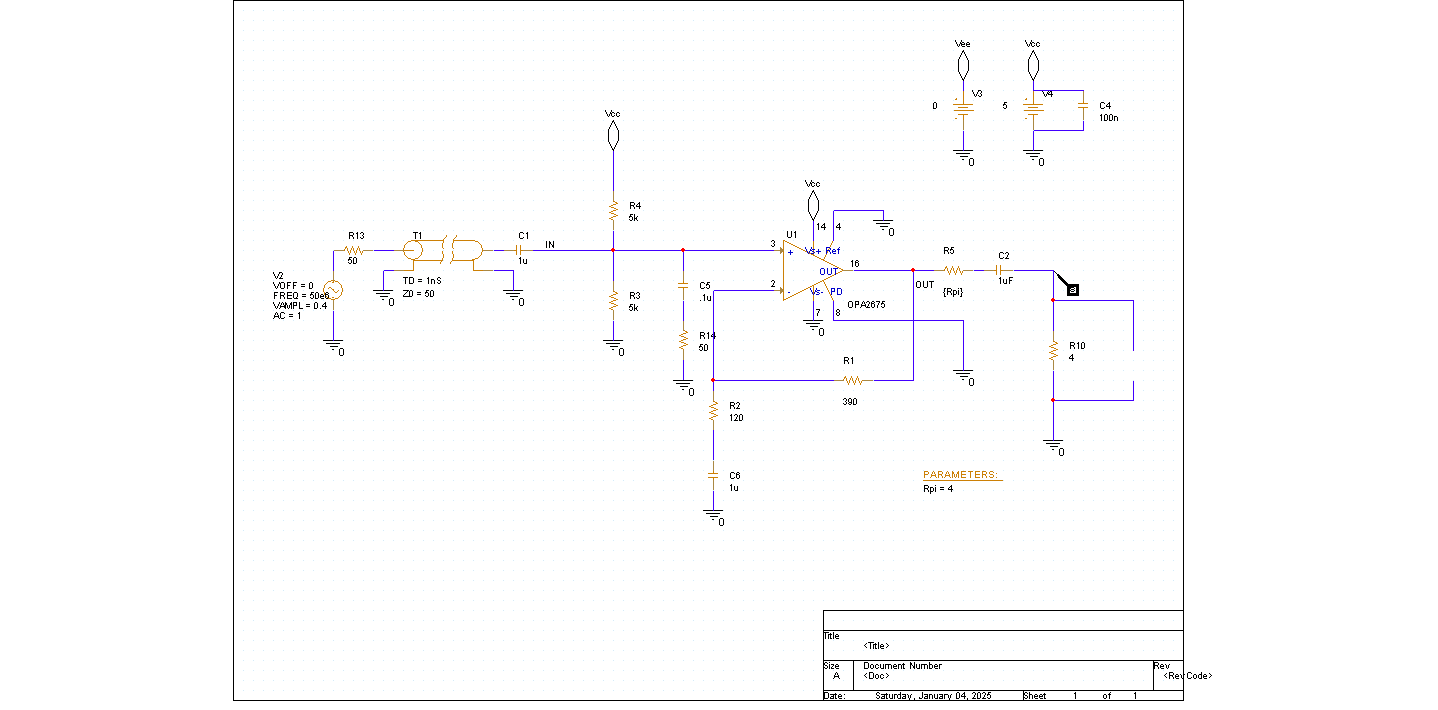 Vee
Vcc
V3
V4
0
5
C4
100n
0
0
Vcc
R4
5k
Vcc
14
4
0
U1
3
Vs+
Ref
+
OUT
16
2
-
Vs-
PD
OPA2675
7
8
0
R13
50
T1
C1
1u
IN
TD = 1nS
Z0 = 50
0
0
V2
VOFF = 0
FREQ = 50e6
VAMPL = 0.4
AC = 1
0
R3
5k
0
C5
.1u
R14
50
0
R5
{Rpi}
OUT
C2
1uF
R10
4
0
R1
390
0
R2
120
C6
1u
0
PARAMETERS:
Rpi = 4
Title
<Title>
Size
A
Document Number
<Doc>
Rev
<RevCode>
Date:
Saturday, January 04, 2025
Sheet
1
of
1